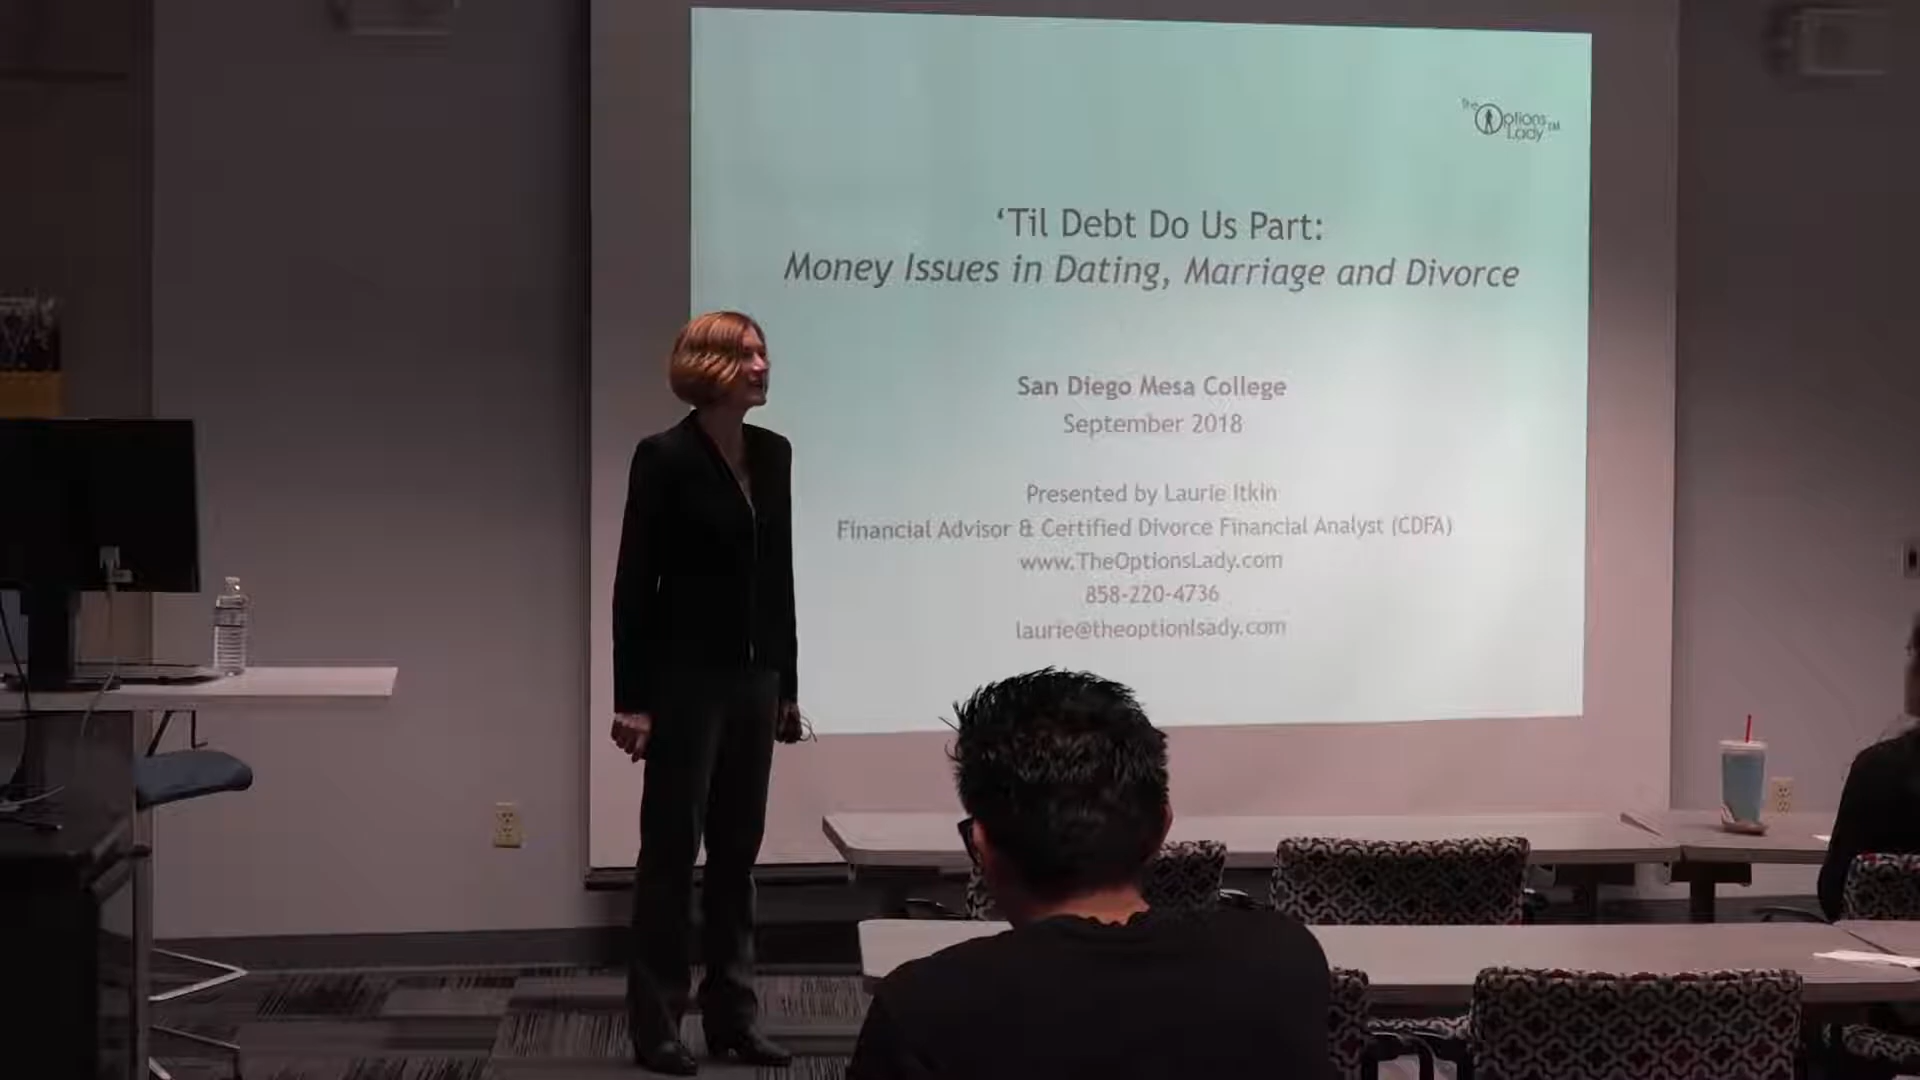 The Options Lady TM
‘Til Debt Do Us Part:
Money Issues in Dating, Marriage and Divorce
San Diego Mesa College
September 2018
Presented by Laurie Itkin
Financial Advisor & Certified Divorce Financial Analyst (CDFA)
www.TheOptionsLady.com
858-220-4736
laurie@theoptionlsady.com